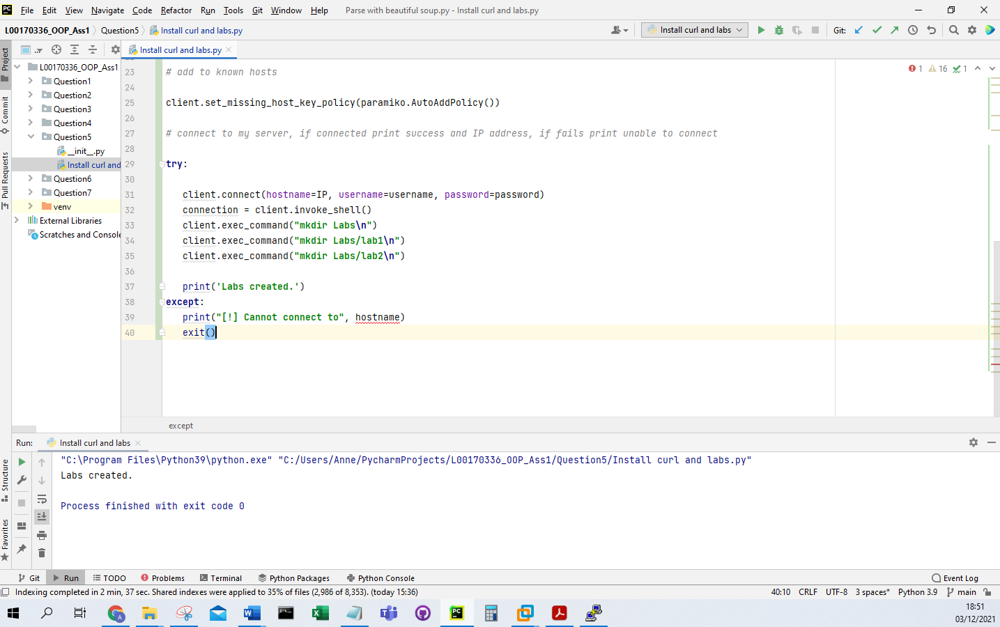 File Edit View Navigate Code Refactor Run Tools Git Window Help Parse with beautiful soup.py - Install curl and labs.py
L00170336_OOP_Ass1 Question5 Install curl and labs.py Install curl and labs Git:
Project
Commit
Pull Requests
Structure
Favorites
L00170336_OOP_Ass1
Question1
Question2
Question3
Question4
Question5
__init__.py
Install curl and
Question6
Question7
venv
External Libraries
Scratches and Console
Install curl and labs.py
1 16 1
23 # add to known hosts
24
25 client.set_missing_host_key_policy(paramiko.AutoAddPolicy())
26
27 # connect to my server, if connected print success and IP address, if fails print unable to connect
28
29 try:
30
31 client.connect(hostname=IP, username=username, password=password)
32 connection = client.invoke_shell()
33 client.exec_command("mkdir Labs\n")
34 client.exec_command("mkdir Labs/lab1\n")
35 client.exec_command("mkdir Labs/lab2\n")
36
37 print('Labs created.')
38 except:
39 print("[!] Cannot connect to", hostname)
40 exit()
except
Run: Install curl and labs
"C:\Program Files\Python39\python.exe" "C:/Users/Anne/PycharmProjects/L00170336_OOP_Ass1/Question5/Install curl and labs.py"
Labs created.
Process finished with exit code 0
Git Run TODO Problems Terminal Python Packages Python Console Event Log
Indexing completed in 2 min, 37 sec. Shared indexes were applied to 35% of files (2,986 of 8,353). (today 15:36) 40:10 CRLF UTF-8 3 spaces* Python 3.9 main
18:51
03/12/2021